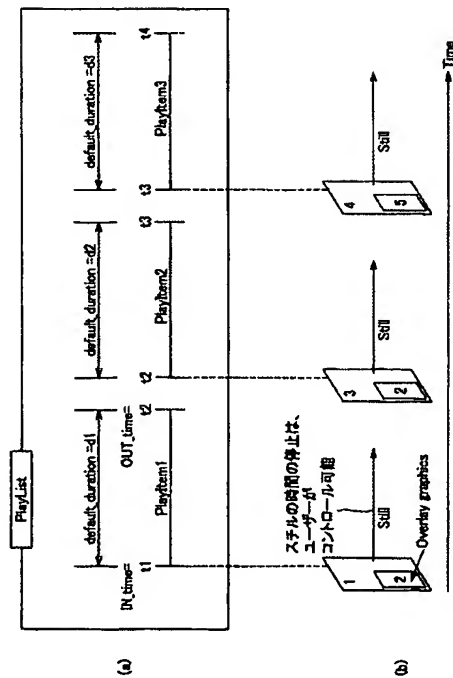 PlayList
(a)
default_duration =d1
default_duration =d2
default_duration =d3
IN_time=
t1
OUT_time=
t2
t2
t3
t3
t4
PlayItem1
PlayItem2
PlayItem3
(b)
1
2
Overlay graphics
Still
ステルの時間の停止は、
ユーザーが
コントロール可能
3
2
Still
4
5
Still
Time